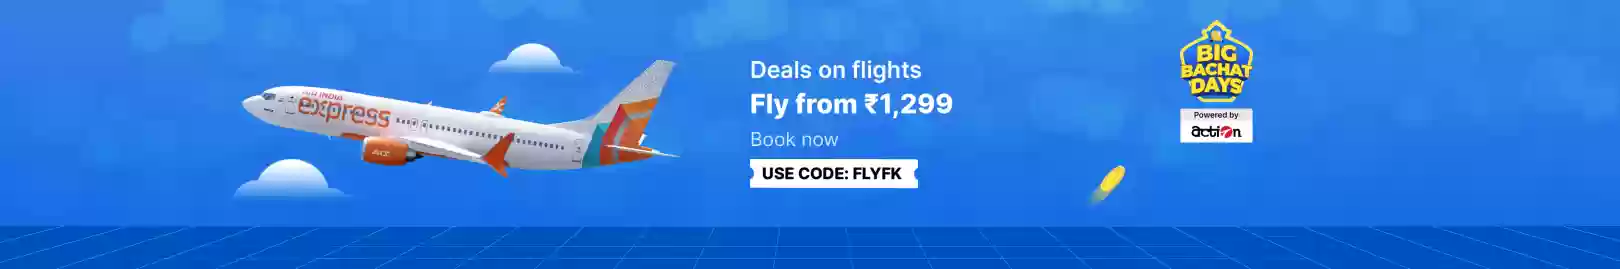 AIR INDIA
express
Deals on flights
Fly from ₹1,299
Book now
USE CODE: FLYFK
BIG
BACHAT
DAYS
Powered by
action